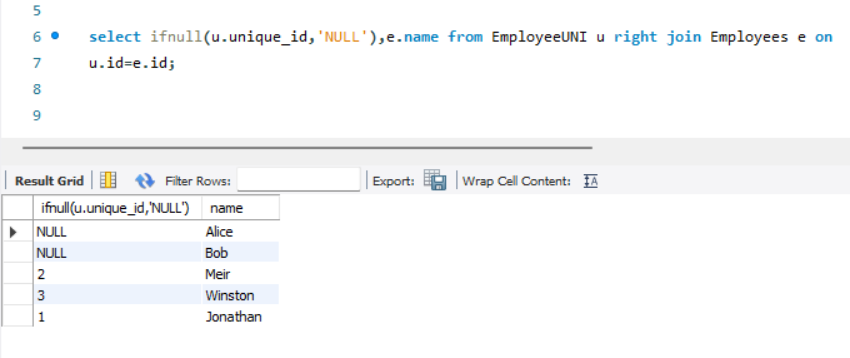 5
6 select ifnull(u.unique_id,'NULL'),e.name from EmployeeUNI u right join Employees e on
7 u.id=e.id;
8
9
Result Grid Filter Rows: Export: Wrap Cell Content: IA
ifnull(u.unique_id,'NULL') name
NULL Alice
NULL Bob
2 Meir
3 Winston
1 Jonathan